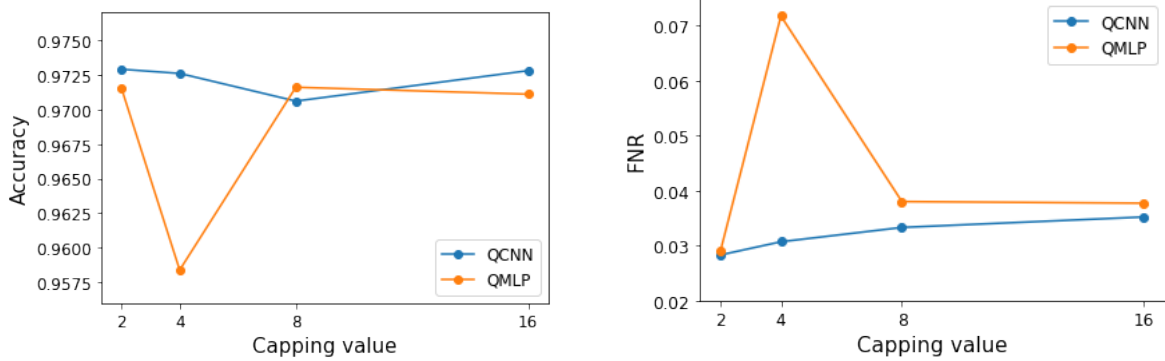 0.9750
0.9725
0.9700
0.9675
0.9650
0.9625
0.9600
0.9575
Accuracy
QCNN
QMLP
2 4 8 16
Capping value
0.07
0.06
0.05
0.04
0.03
0.02
FNR
QCNN
QMLP
2 4 8 16
Capping value